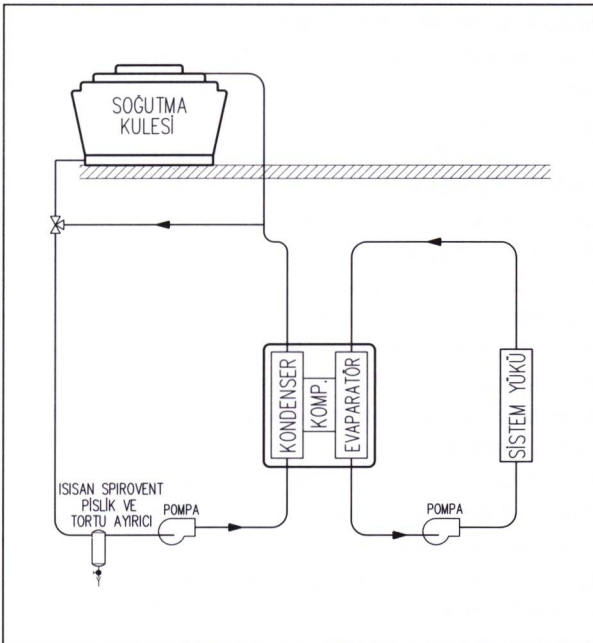 SOĞUTMA
KULESİ
KONDENSER
KOMP.
EVAPARATÖR
SİSTEM YÜKÜ
ISISAN SPIROVENT
PİSLİK VE
TORTU AYIRICI
POMPA
POMPA